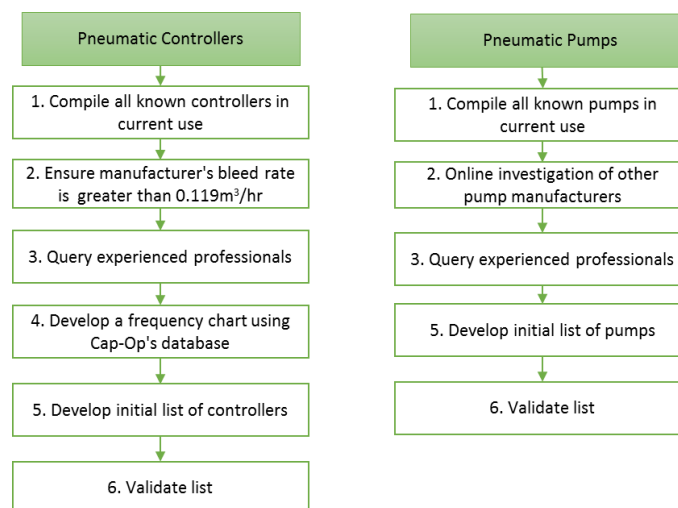 Pneumatic Controllers
1. Compile all known controllers in
current use
2. Ensure manufacturer's bleed rate
is greater than 0.119m³/hr
3. Query experienced professionals
4. Develop a frequency chart using
Cap-Op's database
5. Develop initial list of controllers
6. Validate list
Pneumatic Pumps
1. Compile all known pumps in
current use
2. Online investigation of other
pump manufacturers
3. Query experienced professionals
5. Develop initial list of pumps
6. Validate list